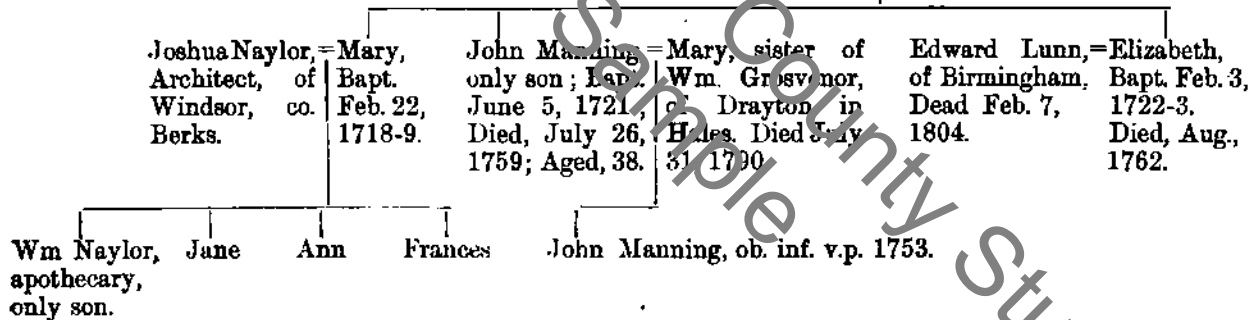 Joshua Naylor, = Mary,
Architect, of Bapt.
Windsor, co. Feb. 22,
Berks. 1718-9.
John Manning = Mary, sister of
only son; Bapt. Wm. Grosvenor,
June 5, 1721, of Drayton in
Died, July 26, Hales. Died July
1759; Aged, 38. 31 1790
Edward Lunn, = Elizabeth,
of Birmingham, Bapt. Feb. 3,
Dead Feb. 7, 1722-3.
1804. Died, Aug.,
1762.
Wm Naylor, Jane Ann Frances John Manning, ob. inf. v.p. 1753.
apothecary,
only son.
Sample
County